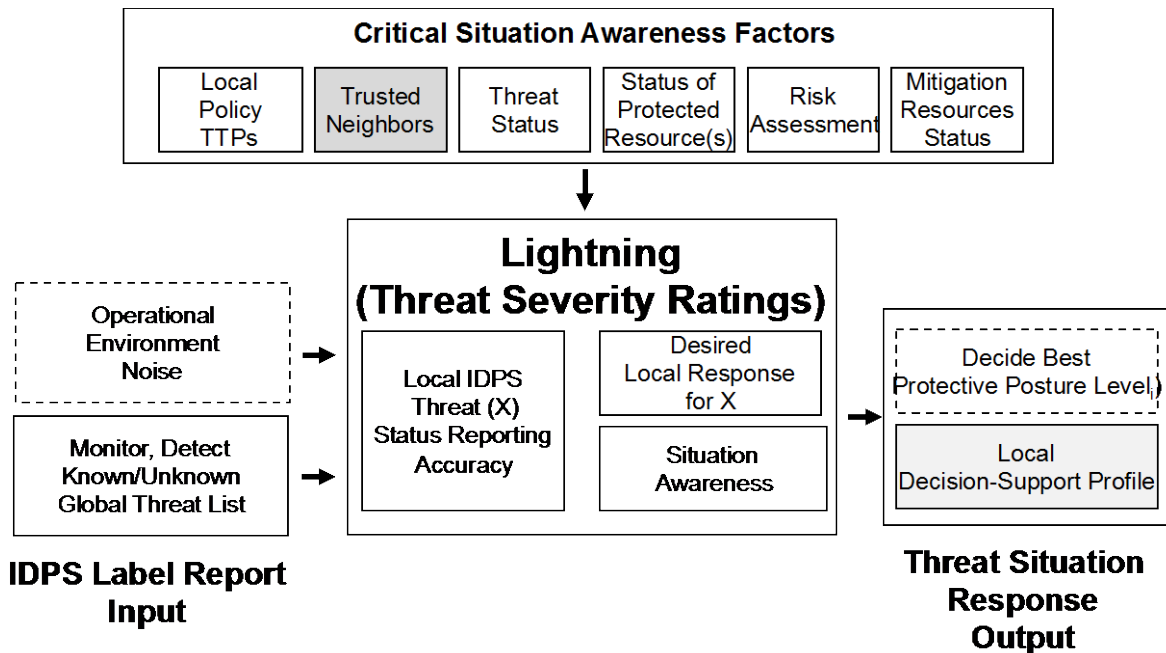 Critical Situation Awareness Factors
Local
Policy
TTPs
Trusted
Neighbors
Threat
Status
Status of
Protected
Resource(s)
Risk
Assessment
Mitigation
Resources
Status
Lightning
(Threat Severity Ratings)
Operational
Environment
Noise
Monitor, Detect
Known/Unknown
Global Threat List
IDPS Label Report
Input
Local IDPS
Threat (X)
Status Reporting
Accuracy
Desired
Local Response
for X
Situation
Awareness
Decide Best
Protective Posture Level¡)
Local
Decision-Support Profile
Threat Situation
Response
Output